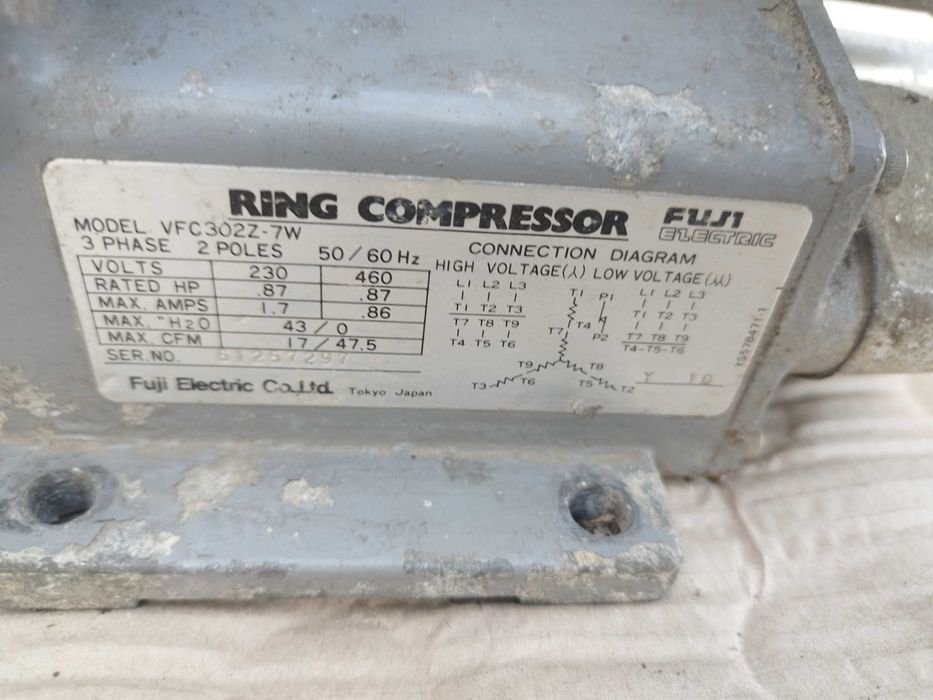 RING COMPRESSOR
FUJI ELECTRIC
MODEL VFC302Z-7W
3 PHASE 2 POLES 50/60 Hz
VOLTS 230 460
RATED HP .87 .87
MAX. AMPS 1.7 .86
MAX. "H2O 43 / 0
MAX. CFM 17 / 47.5
SER.NO. 61257297
Fuji Electric Co.,Ltd. Tokyo Japan
CONNECTION DIAGRAM
HIGH VOLTAGE(⅄) LOW VOLTAGE(⅄⅄)
L1 L2 L3
T1 T2 T3
T7 T8 T9
T4 T5 T6
T1 P1
T4 P2
T7
T9 T8
T3 T6 T5 T2
L1 L2 L3
T1 T2 T3
T7 T8 T9
T4-T5-T6
Y 10
YS578471-1